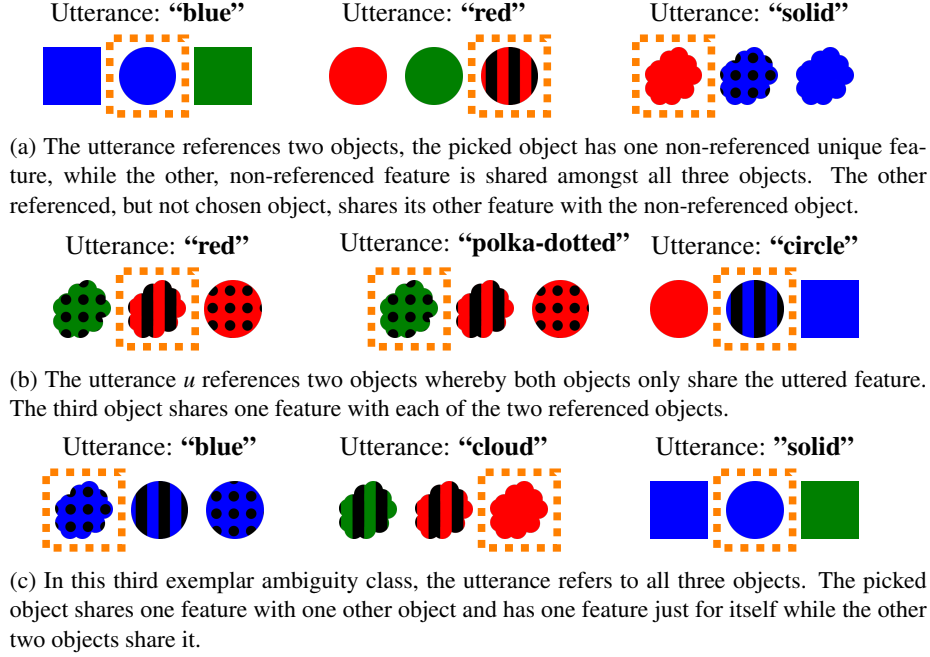 Utterance: “blue” Utterance: “red” Utterance: “solid”
(a) The utterance references two objects, the picked object has one non-referenced unique fea-
ture, while the other, non-referenced feature is shared amongst all three objects. The other
referenced, but not chosen object, shares its other feature with the non-referenced object.
Utterance: “red” Utterance: “polka-dotted” Utterance: “circle”
(b) The utterance u references two objects whereby both objects only share the uttered feature.
The third object shares one feature with each of the two referenced objects.
Utterance: “blue” Utterance: “cloud” Utterance: ”solid”
(c) In this third exemplar ambiguity class, the utterance refers to all three objects. The picked
object shares one feature with one other object and has one feature just for itself while the other
two objects share it.